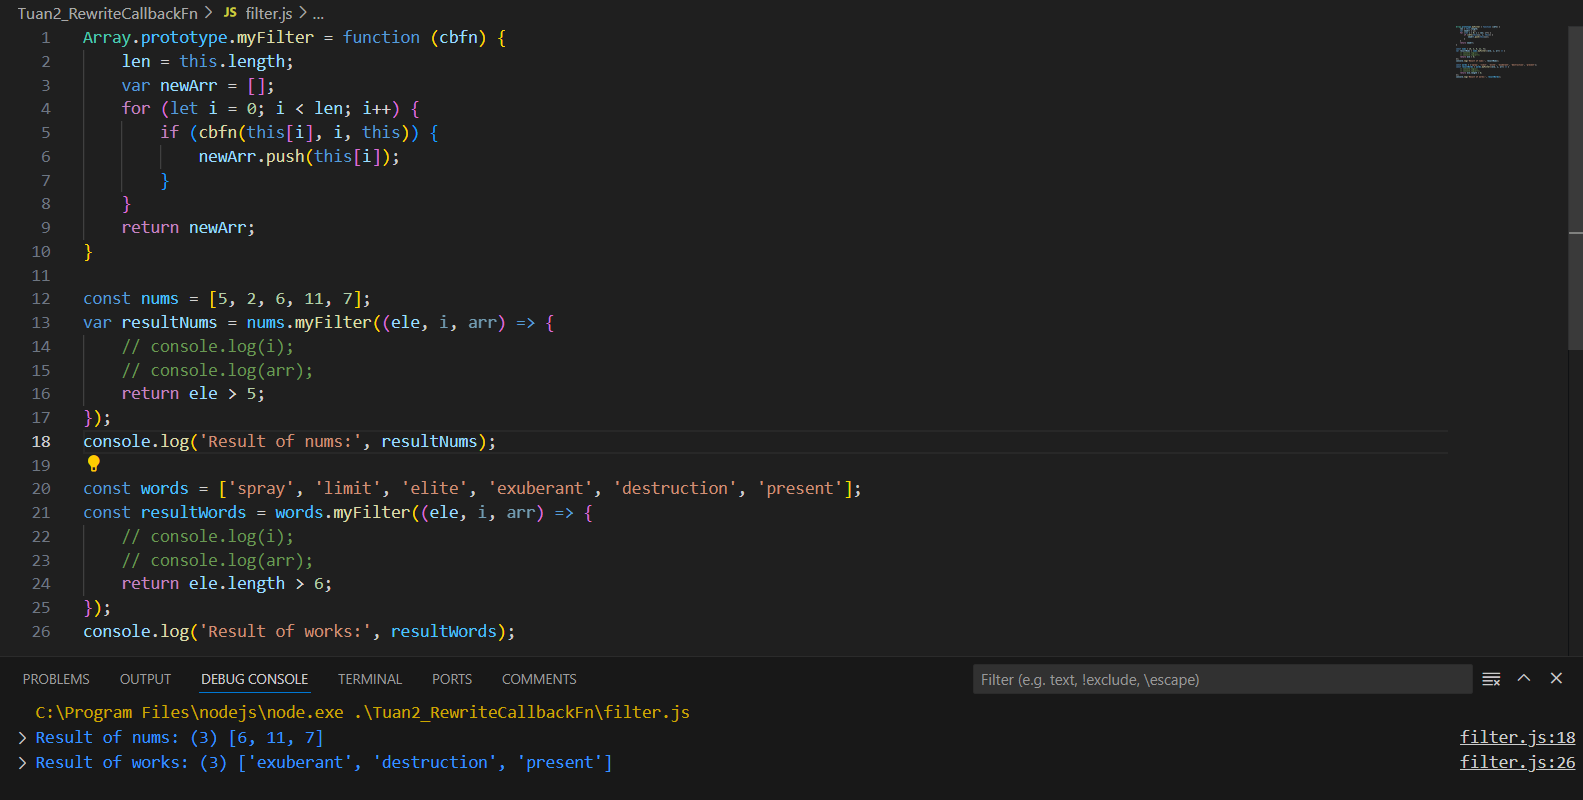 Tuan2_RewriteCallbackFn > JS filter.js > ...
1 Array.prototype.myFilter = function (cbfn) {
2     len = this.length;
3     var newArr = [];
4     for (let i = 0; i < len; i++) {
5         if (cbfn(this[i], i, this)) {
6             newArr.push(this[i]);
7         }
8     }
9     return newArr;
10 }
11
12 const nums = [5, 2, 6, 11, 7];
13 var resultNums = nums.myFilter((ele, i, arr) => {
14     // console.log(i);
15     // console.log(arr);
16     return ele > 5;
17 });
18 console.log('Result of nums:', resultNums);
19
20 const words = ['spray', 'limit', 'elite', 'exuberant', 'destruction', 'present'];
21 const resultWords = words.myFilter((ele, i, arr) => {
22     // console.log(i);
23     // console.log(arr);
24     return ele.length > 6;
25 });
26 console.log('Result of works:', resultWords);
PROBLEMS OUTPUT DEBUG CONSOLE TERMINAL PORTS COMMENTS Filter (e.g. text, !exclude, \escape)
C:\Program Files\nodejs\node.exe .\Tuan2_RewriteCallbackFn\filter.js
> Result of nums: (3) [6, 11, 7] filter.js:18
> Result of works: (3) ['exuberant', 'destruction', 'present'] filter.js:26